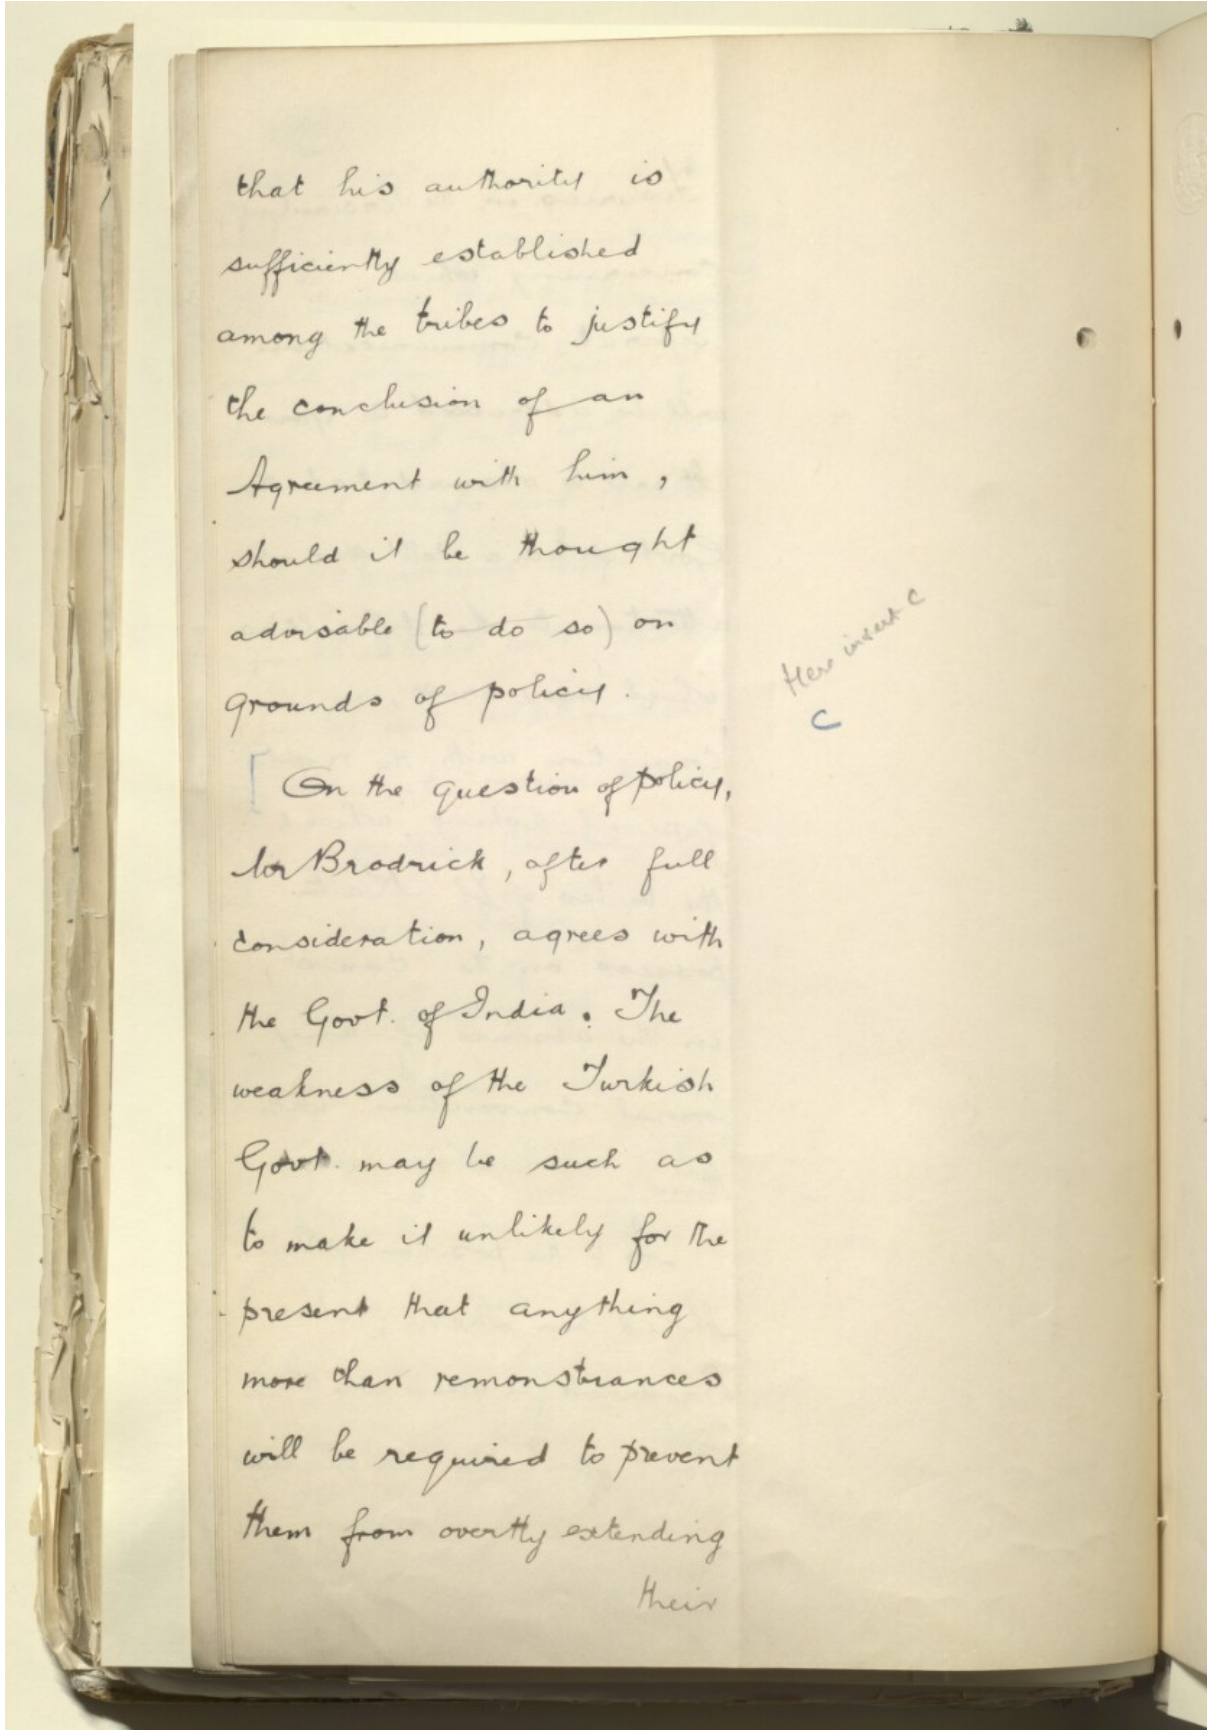 that his authority is
sufficiently established
among the tribes to justify
the conclusion of an
Agreement with him,
should it be thought
advisable (to do so) on
grounds of policy.
Here insert C
C
[ On the question of policy,
Mr Brodrick, after full
consideration, agrees with
the Govt. of India. The
weakness of the Turkish
Govt. may be such as
to make it unlikely for the
present that anything
more than remonstrances
will be required to prevent
them from overtly extending
their